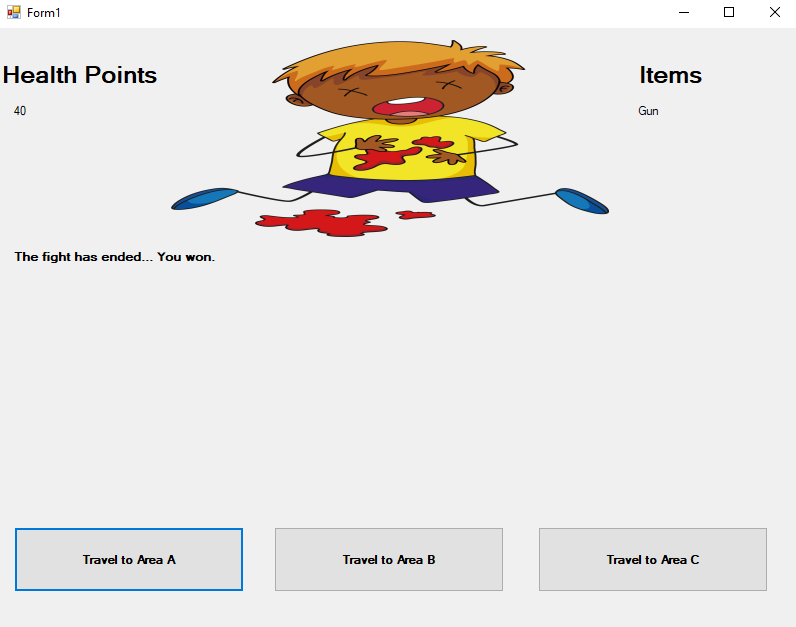 Form1
Health Points
Items
40
Gun
The fight has ended... You won.
Travel to Area A
Travel to Area B
Travel to Area C